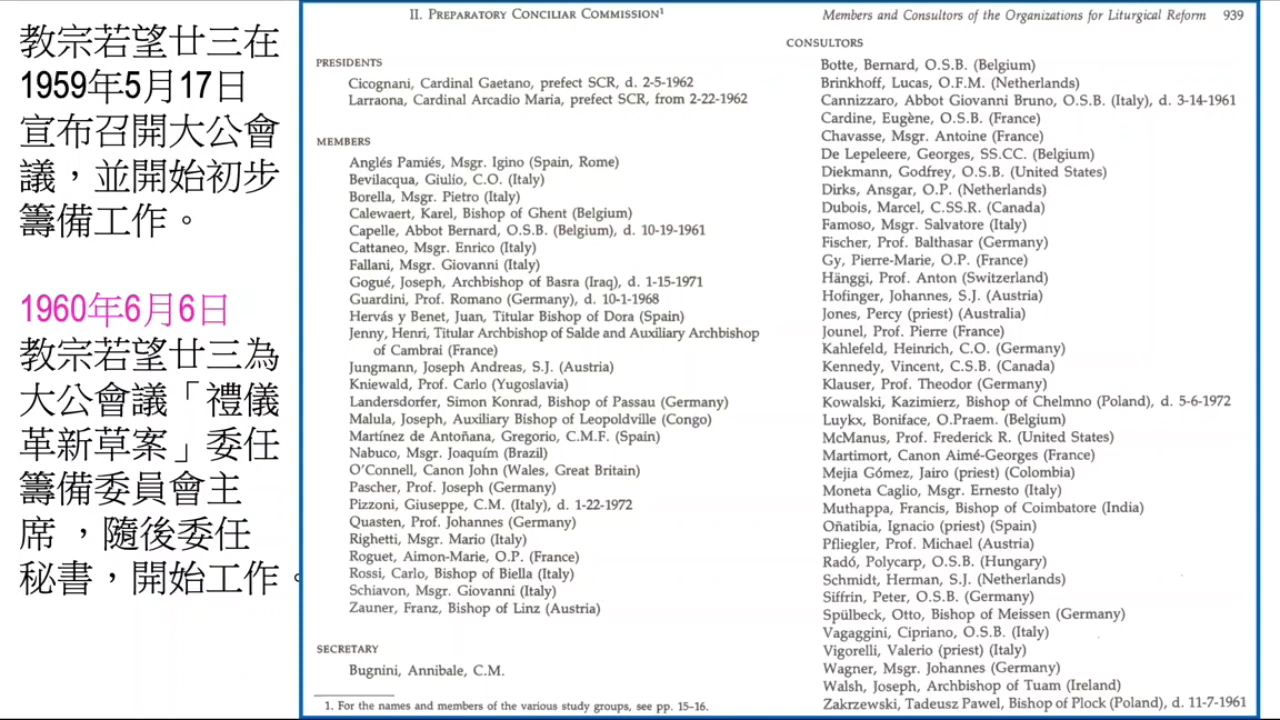 教宗若望廿三在
1959年5月17日
宣布召開大公會
議，並開始初步
籌備工作。
1960年6月6日
教宗若望廿三為
大公會議「禮儀
革新草案」委任
籌備委員會主
席 ，隨後委任
秘書，開始工作。
II. PREPARATORY CONCILIAR COMMISSION¹
PRESIDENTS
Cicognani, Cardinal Gaetano, prefect SCR, d. 2-5-1962
Larraona, Cardinal Arcadio Maria, prefect SCR, from 2-22-1962
MEMBERS
Anglés Pamiés, Msgr. Igino (Spain, Rome)
Bevilacqua, Giulio, C.O. (Italy)
Borella, Msgr. Pietro (Italy)
Calewaert, Karel, Bishop of Ghent (Belgium)
Capelle, Abbot Bernard, O.S.B. (Belgium), d. 10-19-1961
Cattaneo, Msgr. Enrico (Italy)
Fallani, Msgr. Giovanni (Italy)
Gogué, Joseph, Archbishop of Basra (Iraq), d. 1-15-1971
Guardini, Prof. Romano (Germany), d. 10-1-1968
Hervás y Benet, Juan, Titular Bishop of Dora (Spain)
Jenny, Henri, Titular Archbishop of Salde and Auxiliary Archbishop
of Cambrai (France)
Jungmann, Joseph Andreas, S.J. (Austria)
Kniewald, Prof. Carlo (Yugoslavia)
Landersdorfer, Simon Konrad, Bishop of Passau (Germany)
Malula, Joseph, Auxiliary Bishop of Leopoldville (Congo)
Martínez de Antoñana, Gregorio, C.M.F. (Spain)
Nabuco, Msgr. Joaquím (Brazil)
O'Connell, Canon John (Wales, Great Britain)
Pascher, Prof. Joseph (Germany)
Pizzoni, Giuseppe, C.M. (Italy), d. 1-22-1972
Quasten, Prof. Johannes (Germany)
Righetti, Msgr. Mario (Italy)
Roguet, Aimon-Marie, O.P. (France)
Rossi, Carlo, Bishop of Biella (Italy)
Schiavon, Msgr. Giovanni (Italy)
Zauner, Franz, Bishop of Linz (Austria)
SECRETARY
Bugnini, Annibale, C.M.
1. For the names and members of the various study groups, see pp. 15-16.
Members and Consultors of the Organizations for Liturgical Reform 939
CONSULTORS
Botte, Bernard, O.S.B. (Belgium)
Brinkhoff, Lucas, O.F.M. (Netherlands)
Cannizzaro, Abbot Giovanni Bruno, O.S.B. (Italy), d. 3-14-1961
Cardine, Eugène, O.S.B. (France)
Chavasse, Msgr. Antoine (France)
De Lepeleere, Georges, SS.CC. (Belgium)
Diekmann, Godfrey, O.S.B. (United States)
Dirks, Ansgar, O.P. (Netherlands)
Dubois, Marcel, C.SS.R. (Canada)
Famoso, Msgr. Salvatore (Italy)
Fischer, Prof. Balthasar (Germany)
Gy, Pierre-Marie, O.P. (France)
Hänggi, Prof. Anton (Switzerland)
Hofinger, Johannes, S.J. (Austria)
Jones, Percy (priest) (Australia)
Jounel, Prof. Pierre (France)
Kahlefeld, Heinrich, C.O. (Germany)
Kennedy, Vincent, C.S.B. (Canada)
Klauser, Prof. Theodor (Germany)
Kowalski, Kazimierz, Bishop of Chelmno (Poland), d. 5-6-1972
Luykx, Boniface, O.Praem. (Belgium)
McManus, Prof. Frederick R. (United States)
Martimort, Canon Aimé-Georges (France)
Mejia Gómez, Jairo (priest) (Colombia)
Moneta Caglio, Msgr. Ernesto (Italy)
Muthappa, Francis, Bishop of Coimbatore (India)
Oñatibia, Ignacio (priest) (Spain)
Pfliegler, Prof. Michael (Austria)
Radó, Polycarp, O.S.B. (Hungary)
Schmidt, Herman, S.J. (Netherlands)
Siffrin, Peter, O.S.B. (Germany)
Spülbeck, Otto, Bishop of Meissen (Germany)
Vagaggini, Cipriano, O.S.B. (Italy)
Vigorelli, Valerio (priest) (Italy)
Wagner, Msgr. Johannes (Germany)
Walsh, Joseph, Archbishop of Tuam (Ireland)
Zakrzewski, Tadeusz Pawel, Bishop of Plock (Poland), d. 11-7-1961